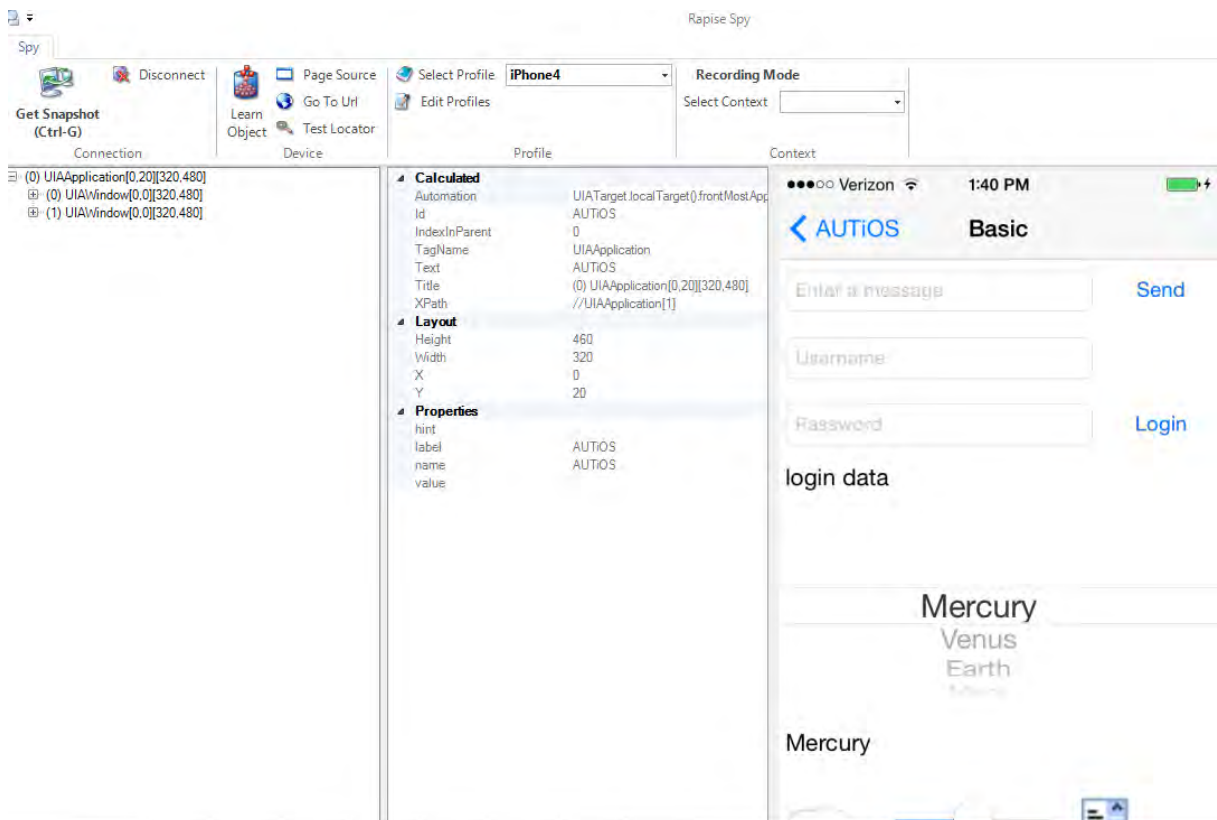 Rapise Spy
Spy
Get Snapshot
(Ctrl-G)
Disconnect
Connection
Learn
Object
Page Source
Go To Url
Test Locator
Device
Select Profile iPhone4
Edit Profiles
Profile
Recording Mode
Select Context
Context
(0) UIAApplication[0,20][320,480]
(0) UIAWindow[0,0][320,480]
(1) UIAWindow[0,0][320,480]
Calculated
Automation UIATarget.localTarget().frontMostApp
Id AUTiOS
IndexInParent 0
TagName UIAApplication
Text AUTiOS
Title (0) UIAApplication[0,20][320,480]
XPath //UIAApplication[1]
Layout
Height 460
Width 320
X 0
Y 20
Properties
hint
label AUTiOS
name AUTiOS
value
Verizon 1:40 PM
AUTiOS Basic
Enter a message Send
Username
Password Login
login data
Mercury
Venus
Earth
Mercury